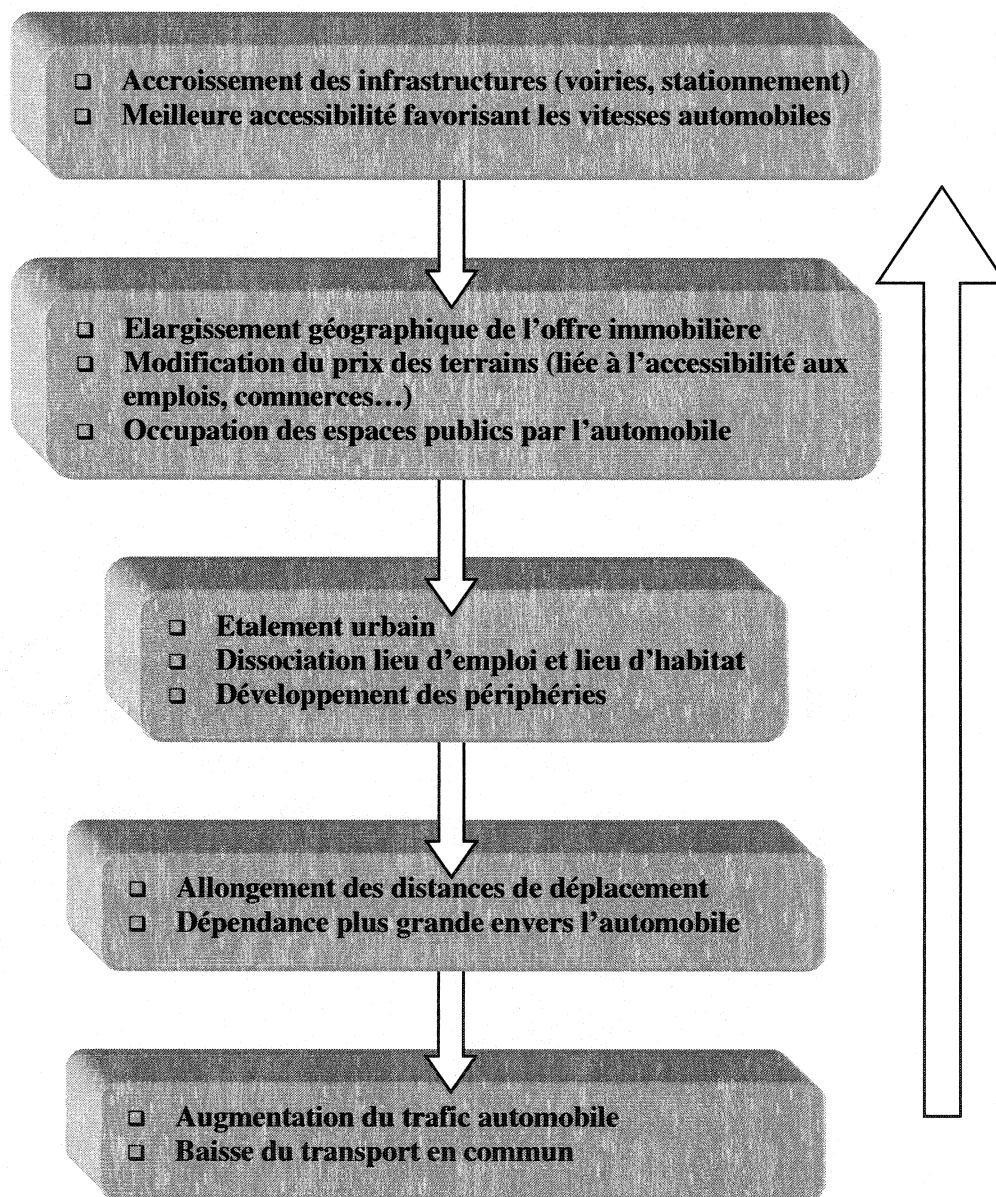 ❑ Accroissement des infrastructures (voiries, stationnement)
❑ Meilleure accessibilité favorisant les vitesses automobiles
❑ Elargissement géographique de l'offre immobilière
❑ Modification du prix des terrains (liée à l'accessibilité aux
emplois, commerces…)
❑ Occupation des espaces publics par l'automobile
❑ Etalement urbain
❑ Dissociation lieu d'emploi et lieu d'habitat
❑ Développement des périphéries
❑ Allongement des distances de déplacement
❑ Dépendance plus grande envers l'automobile
❑ Augmentation du trafic automobile
❑ Baisse du transport en commun